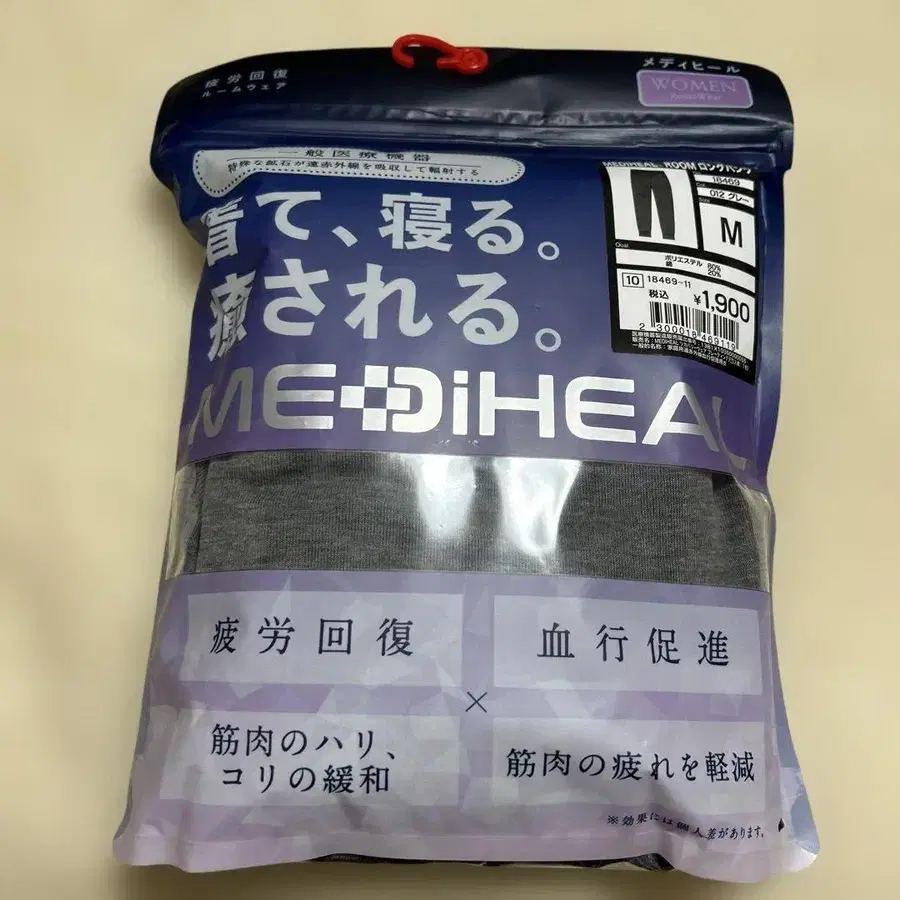 疲労回復
ルームウェア
メディヒール
WOMEN
一般医療機器
特殊な鉱石が遠赤外線を吸収して輻射する
着て、寝る。
癒される。
MEDiHEAL
MEDIHEAL ROOM ロングパンツ
18469
012 グレー
M
ポリエステル 80%
綿 20%
10 18469-11
税込 ¥1,900
2 300018 469119
疲労回復
血行促進
×
筋肉のハリ、
コリの緩和
筋肉の疲れを軽減
※効果には個人差があります。